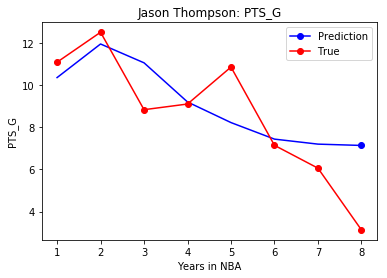 Jason Thompson: PTS_G
Prediction
True
12
10
8
6
4
PTS_G
1 2 3 4 5 6 7 8
Years in NBA